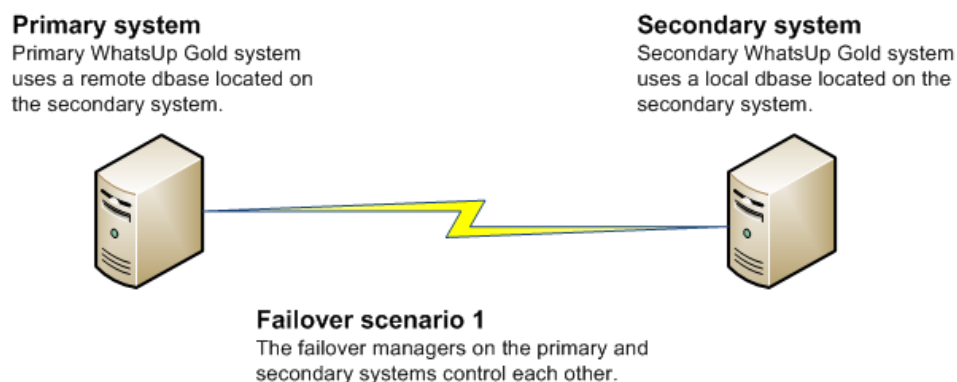 Primary system
Primary WhatsUp Gold system
uses a remote dbase located on
the secondary system.
Secondary system
Secondary WhatsUp Gold system
uses a local dbase located on the
secondary system.
Failover scenario 1
The failover managers on the primary and
secondary systems control each other.